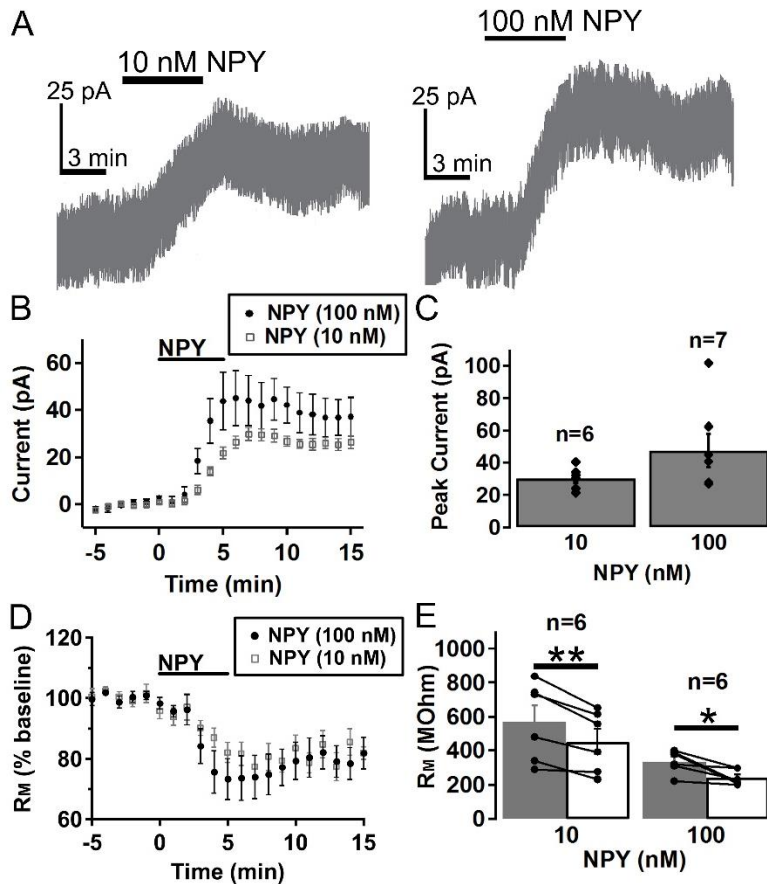 A
10 nM NPY
25 pA
3 min
100 nM NPY
25 pA
3 min
B
NPY (100 nM)
NPY (10 nM)
NPY
60
40
20
0
Current (pA)
-5 0 5 10 15
Time (min)
C
n=7
n=6
100
80
60
40
20
0
Peak Current (pA)
10 100
NPY (nM)
D
NPY (100 nM)
NPY (10 nM)
NPY
120
100
80
60
RM (% baseline)
-5 0 5 10 15
Time (min)
E
n=6
n=6
**
*
1000
800
600
400
200
0
RM (MOhm)
10 100
NPY (nM)